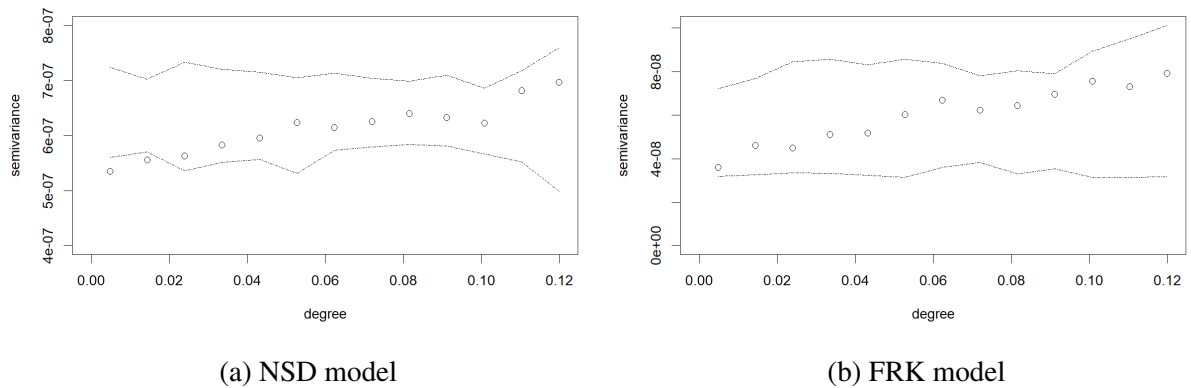 8e-07
7e-07
6e-07
5e-07
4e-07
semivariance
0.00 0.02 0.04 0.06 0.08 0.10 0.12
degree
(a) NSD model
8e-08
4e-08
0e+00
semivariance
0.00 0.02 0.04 0.06 0.08 0.10 0.12
degree
(b) FRK model